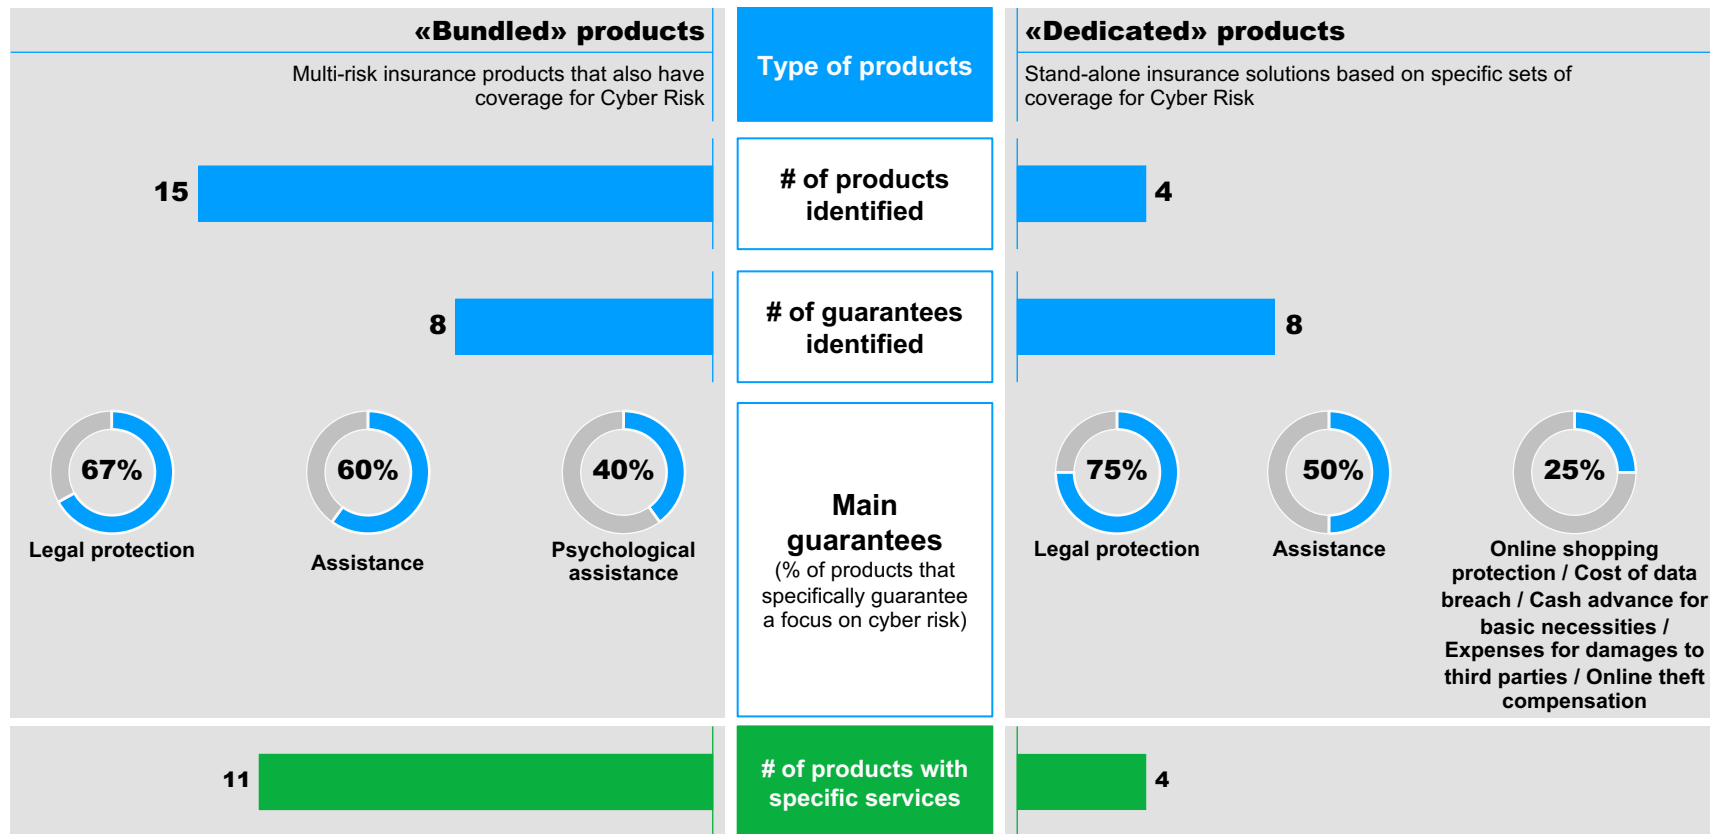 «Bundled» products
Multi-risk insurance products that also have
coverage for Cyber Risk
Type of products
«Dedicated» products
Stand-alone insurance solutions based on specific sets of
coverage for Cyber Risk
15
# of products
identified
4
8
# of guarantees
identified
8
67%
Legal protection
60%
Assistance
40%
Psychological
assistance
Main
guarantees
(% of products that
specifically guarantee
a focus on cyber risk)
75%
Legal protection
50%
Assistance
25%
Online shopping
protection / Cost of data
breach / Cash advance for
basic necessities /
Expenses for damages to
third parties / Online theft
compensation
11
# of products with
specific services
4